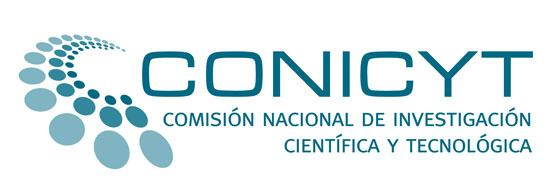 CONICYT
COMISIÓN NACIONAL DE INVESTIGACIÓN
CIENTÍFICA Y TECNOLÓGICA